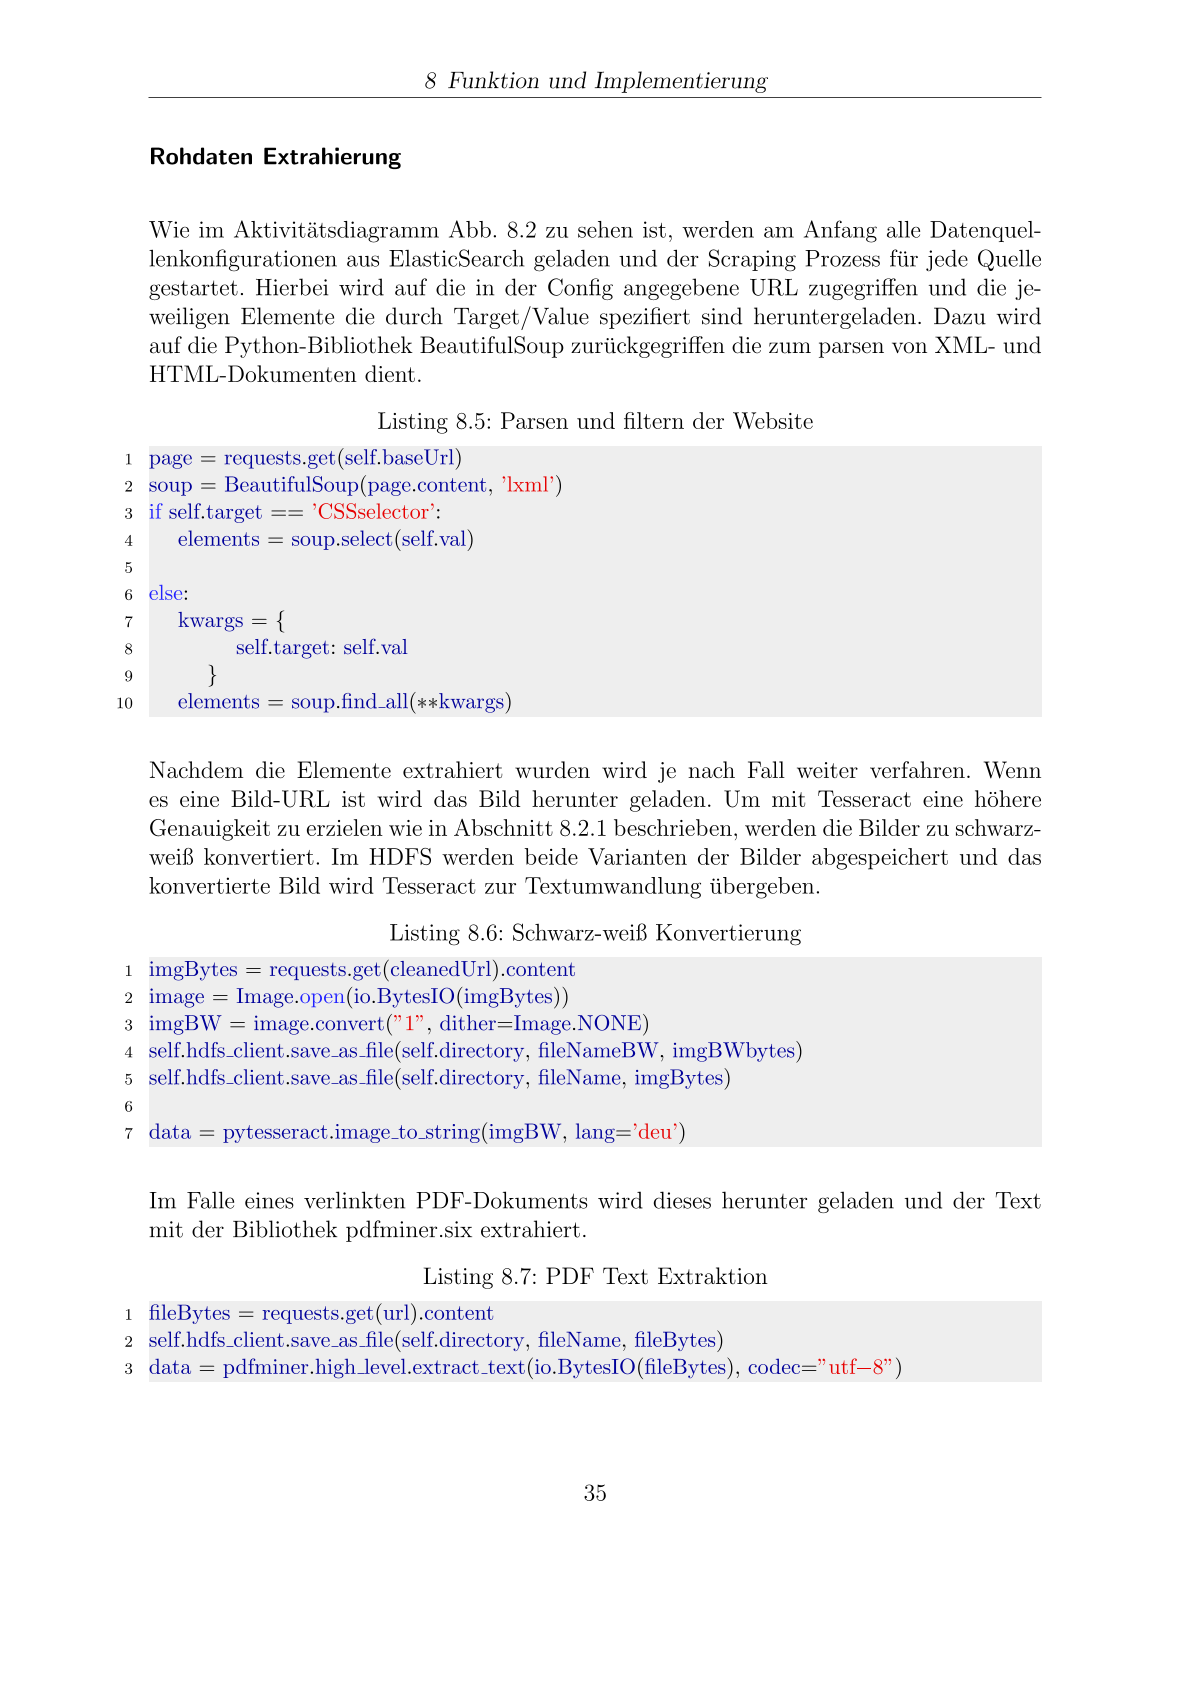 8 Funktion und Implementierung
Rohdaten Extrahierung
Wie im Aktivitätsdiagramm Abb. 8.2 zu sehen ist, werden am Anfang alle Datenquel-
lenkonfigurationen aus ElasticSearch geladen und der Scraping Prozess für jede Quelle
gestartet. Hierbei wird auf die in der Config angegebene URL zugegriffen und die je-
weiligen Elemente die durch Target/Value spezifiert sind heruntergeladen. Dazu wird
auf die Python-Bibliothek BeautifulSoup zurückgegriffen die zum parsen von XML- und
HTML-Dokumenten dient.
Listing 8.5: Parsen und filtern der Website
1 page = requests.get(self.baseUrl)
2 soup = BeautifulSoup(page.content, 'lxml')
3 if self.target == 'CSSselector':
4 elements = soup.select(self.val)
5
6 else:
7 kwargs = {
8 self.target: self.val
9 }
10 elements = soup.find_all(**kwargs)
Nachdem die Elemente extrahiert wurden wird je nach Fall weiter verfahren. Wenn
es eine Bild-URL ist wird das Bild herunter geladen. Um mit Tesseract eine höhere
Genauigkeit zu erzielen wie in Abschnitt 8.2.1 beschrieben, werden die Bilder zu schwarz-
weiß konvertiert. Im HDFS werden beide Varianten der Bilder abgespeichert und das
konvertierte Bild wird Tesseract zur Textumwandlung übergeben.
Listing 8.6: Schwarz-weiß Konvertierung
1 imgBytes = requests.get(cleanedUrl).content
2 image = Image.open(io.BytesIO(imgBytes))
3 imgBW = image.convert("1", dither=Image.NONE)
4 self.hdfs_client.save_as_file(self.directory, fileNameBW, imgBWbytes)
5 self.hdfs_client.save_as_file(self.directory, fileName, imgBytes)
6
7 data = pytesseract.image_to_string(imgBW, lang='deu')
Im Falle eines verlinkten PDF-Dokuments wird dieses herunter geladen und der Text
mit der Bibliothek pdfminer.six extrahiert.
Listing 8.7: PDF Text Extraktion
1 fileBytes = requests.get(url).content
2 self.hdfs_client.save_as_file(self.directory, fileName, fileBytes)
3 data = pdfminer.high_level.extract_text(io.BytesIO(fileBytes), codec="utf-8")
35